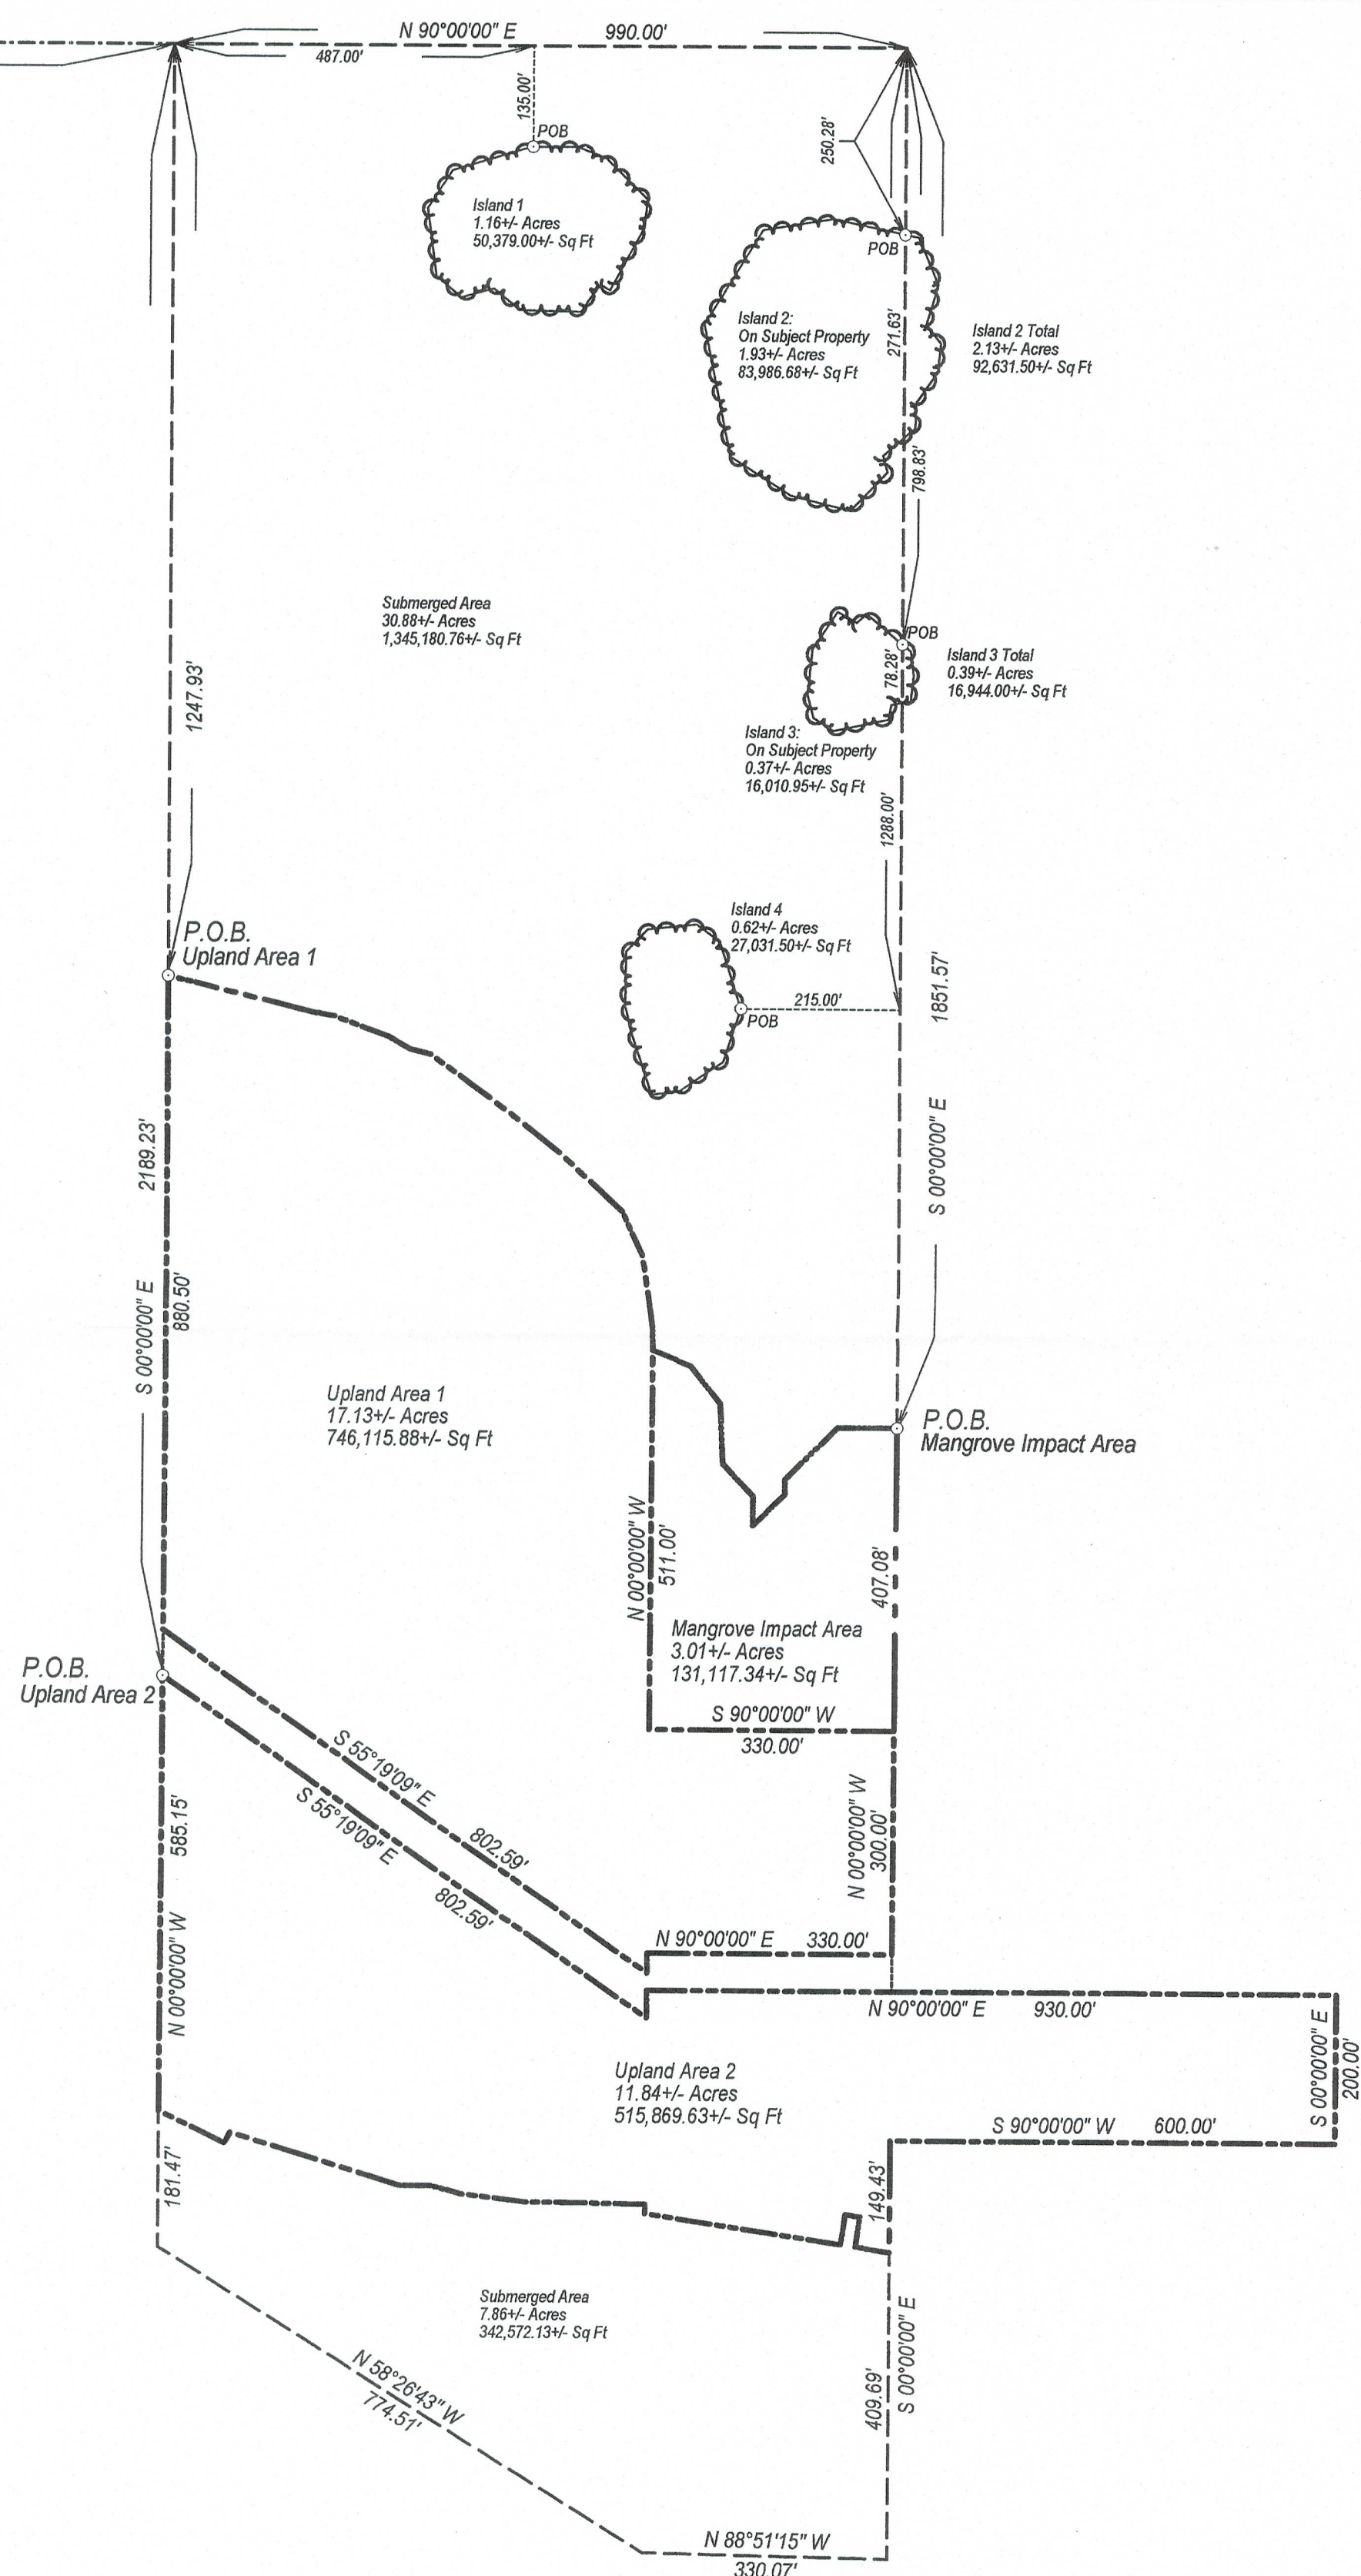 N 90°00'00" E 990.00'
487.00'
135.00'
POB
250.28'
Island 1
1.16+/- Acres
50,379.00+/- Sq Ft
POB
271.63'
Island 2:
On Subject Property
1.93+/- Acres
83,986.68+/- Sq Ft
Island 2 Total
2.13+/- Acres
92,631.50+/- Sq Ft
798.83'
Submerged Area
30.88+/- Acres
1,345,180.76+/- Sq Ft
POB
78.28'
Island 3 Total
0.39+/- Acres
16,944.00+/- Sq Ft
1247.93'
Island 3:
On Subject Property
0.37+/- Acres
16,010.95+/- Sq Ft
1288.00'
Island 4
0.62+/- Acres
27,031.50+/- Sq Ft
P.O.B.
Upland Area 1
215.00'
POB
1851.57'
S 00°00'00" E
2189.23'
S 00°00'00" E
880.50'
Upland Area 1
17.13+/- Acres
746,115.88+/- Sq Ft
P.O.B.
Mangrove Impact Area
N 00°00'00" W
511.00'
407.08'
Mangrove Impact Area
3.01+/- Acres
131,117.34+/- Sq Ft
P.O.B.
Upland Area 2
S 90°00'00" W
330.00'
S 55°19'09" E
802.59'
S 55°19'09" E
802.59'
585.15'
N 00°00'00" W
N 00°00'00" W
300.00'
N 90°00'00" E 330.00'
N 90°00'00" E 930.00'
S 00°00'00" E
200.00'
Upland Area 2
11.84+/- Acres
515,869.63+/- Sq Ft
S 90°00'00" W 600.00'
181.47'
149.43'
Submerged Area
7.86+/- Acres
342,572.13+/- Sq Ft
S 00°00'00" E
409.69'
N 58°26'43" W
774.51'
N 88°51'15" W
330.07'